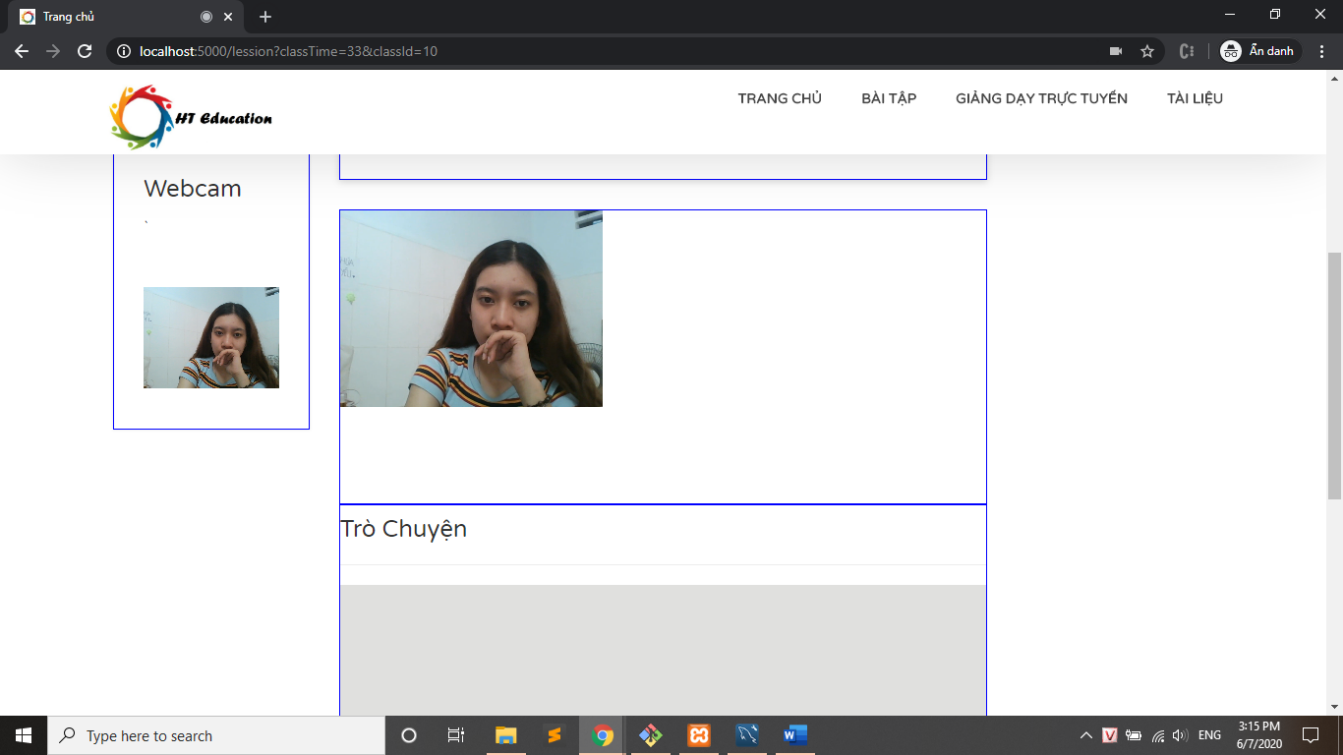 Trang chủ
localhost:5000/lession?classTime=33&classId=10
Ẩn danh
HT Education
TRANG CHỦ
BÀI TẬP
GIẢNG DẠY TRỰC TUYẾN
TÀI LIỆU
Webcam
`
Trò Chuyện
Type here to search
ENG
3:15 PM
6/7/2020